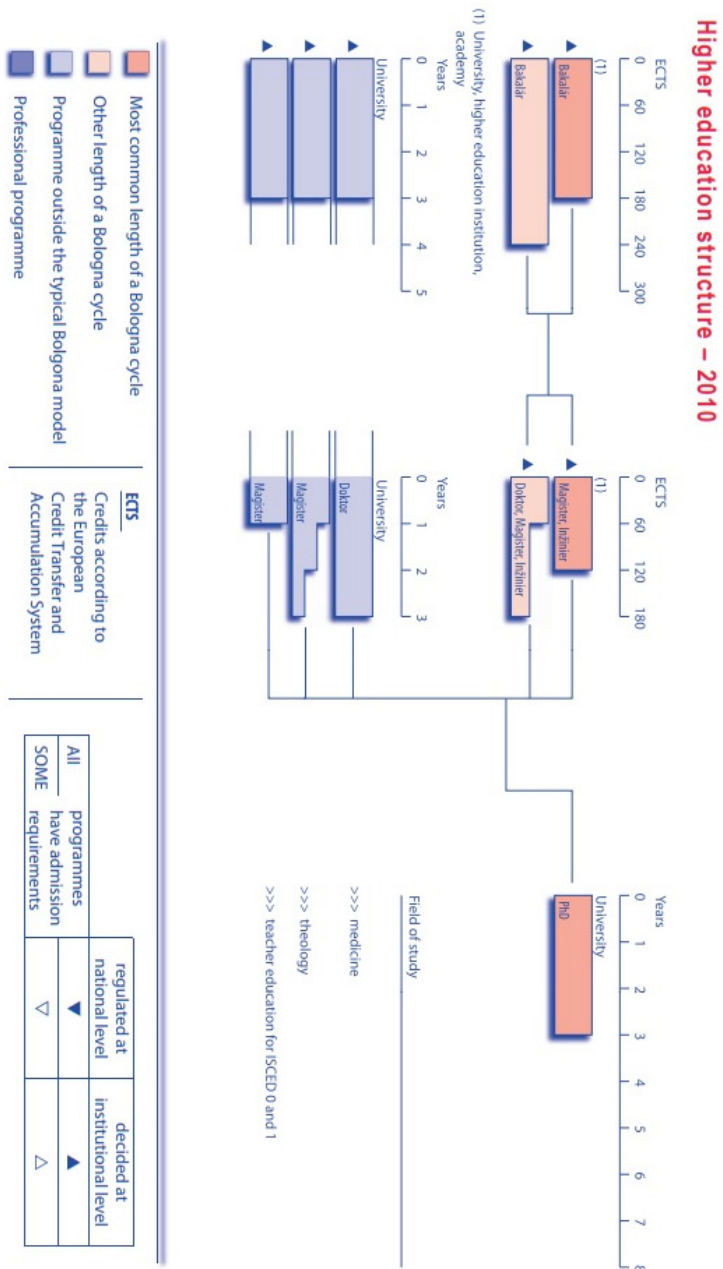 Higher education structure – 2010
ECTS
0 60 120 180 240 300
(1)
Bakalár
Bakalár
(1) University, higher education institution,
academy
ECTS
0 60 120 180
(1)
Magister, Inžinier
Doktor, Magister, Inžinier
Years
0 1 2 3 4 5 6 7 8
University
PhD
Years
0 1 2 3 4 5
University
Years
0 1 2 3
University
Doktor
Magister
Magister
Field of study
>>> medicine
>>> theology
>>> teacher education for ISCED 0 and 1
Most common length of a Bologna cycle
Other length of a Bologna cycle
Programme outside the typical Bolgona model
Professional programme
ECTS
Credits according to
the European
Credit Transfer and
Accumulation System
regulated at
national level
decided at
institutional level
All
SOME
programmes
have admission
requirements